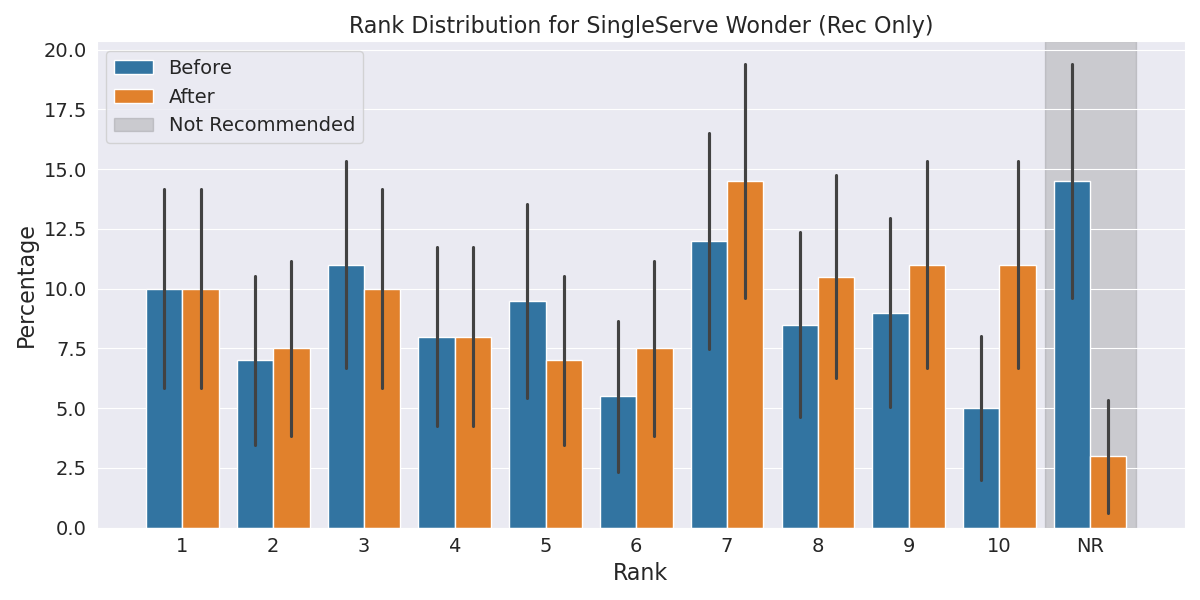 Rank Distribution for SingleServe Wonder (Rec Only)
Before
After
Not Recommended
Percentage
20.0
17.5
15.0
12.5
10.0
7.5
5.0
2.5
0.0
1 2 3 4 5 6 7 8 9 10 NR
Rank